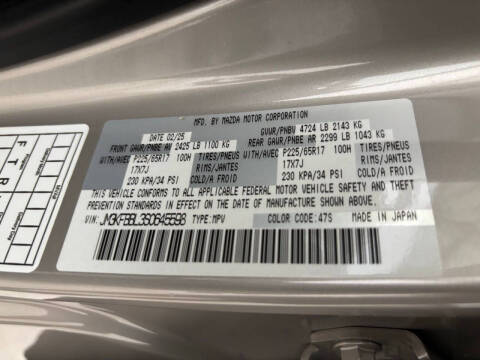 MFD. BY MAZDA MOTOR CORPORATION
DATE 02/25 GVWR/PNBV 4724 LB 2143 KG
FRONT GAWR/PNBE AV 2425 LB 1100 KG REAR GAWR/PNBE AR 2299 LB 1043 KG
WITH/AVEC P225/65R17 100H TIRES/PNEUS WITH/AVEC P225/65R17 100H TIRES/PNEUS
17X7J RIMS/JANTE 17X7J RIMS/JANTE
230 KPA/34 PSI COLD/A FROID 230 KPA/34 PSI COLD/A FROID
THIS VEHICLE CONFORMS TO ALL APPLICABLE FEDERAL MOTOR VEHICLE SAFETY AND THEFT
PREVENTION STANDARDS IN EFFECT ON THE DATE OF MANUFACTURE SHOWN ABOVE.
TYPE:MPV COLOR CODE:47S MADE IN JAPAN
F
T
R